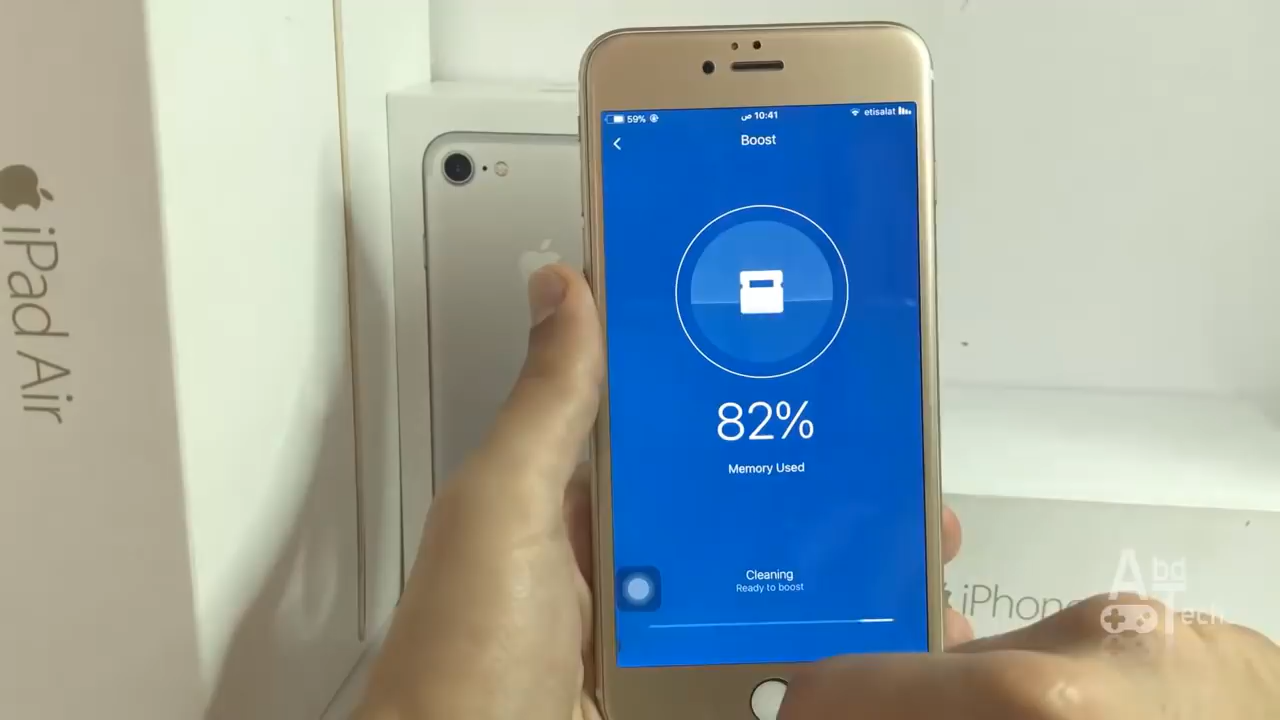 iPad Air
59%
10:41 ص
etisalat
Boost
82%
Memory Used
Cleaning
Ready to boost
iPhone
Abd
Tech